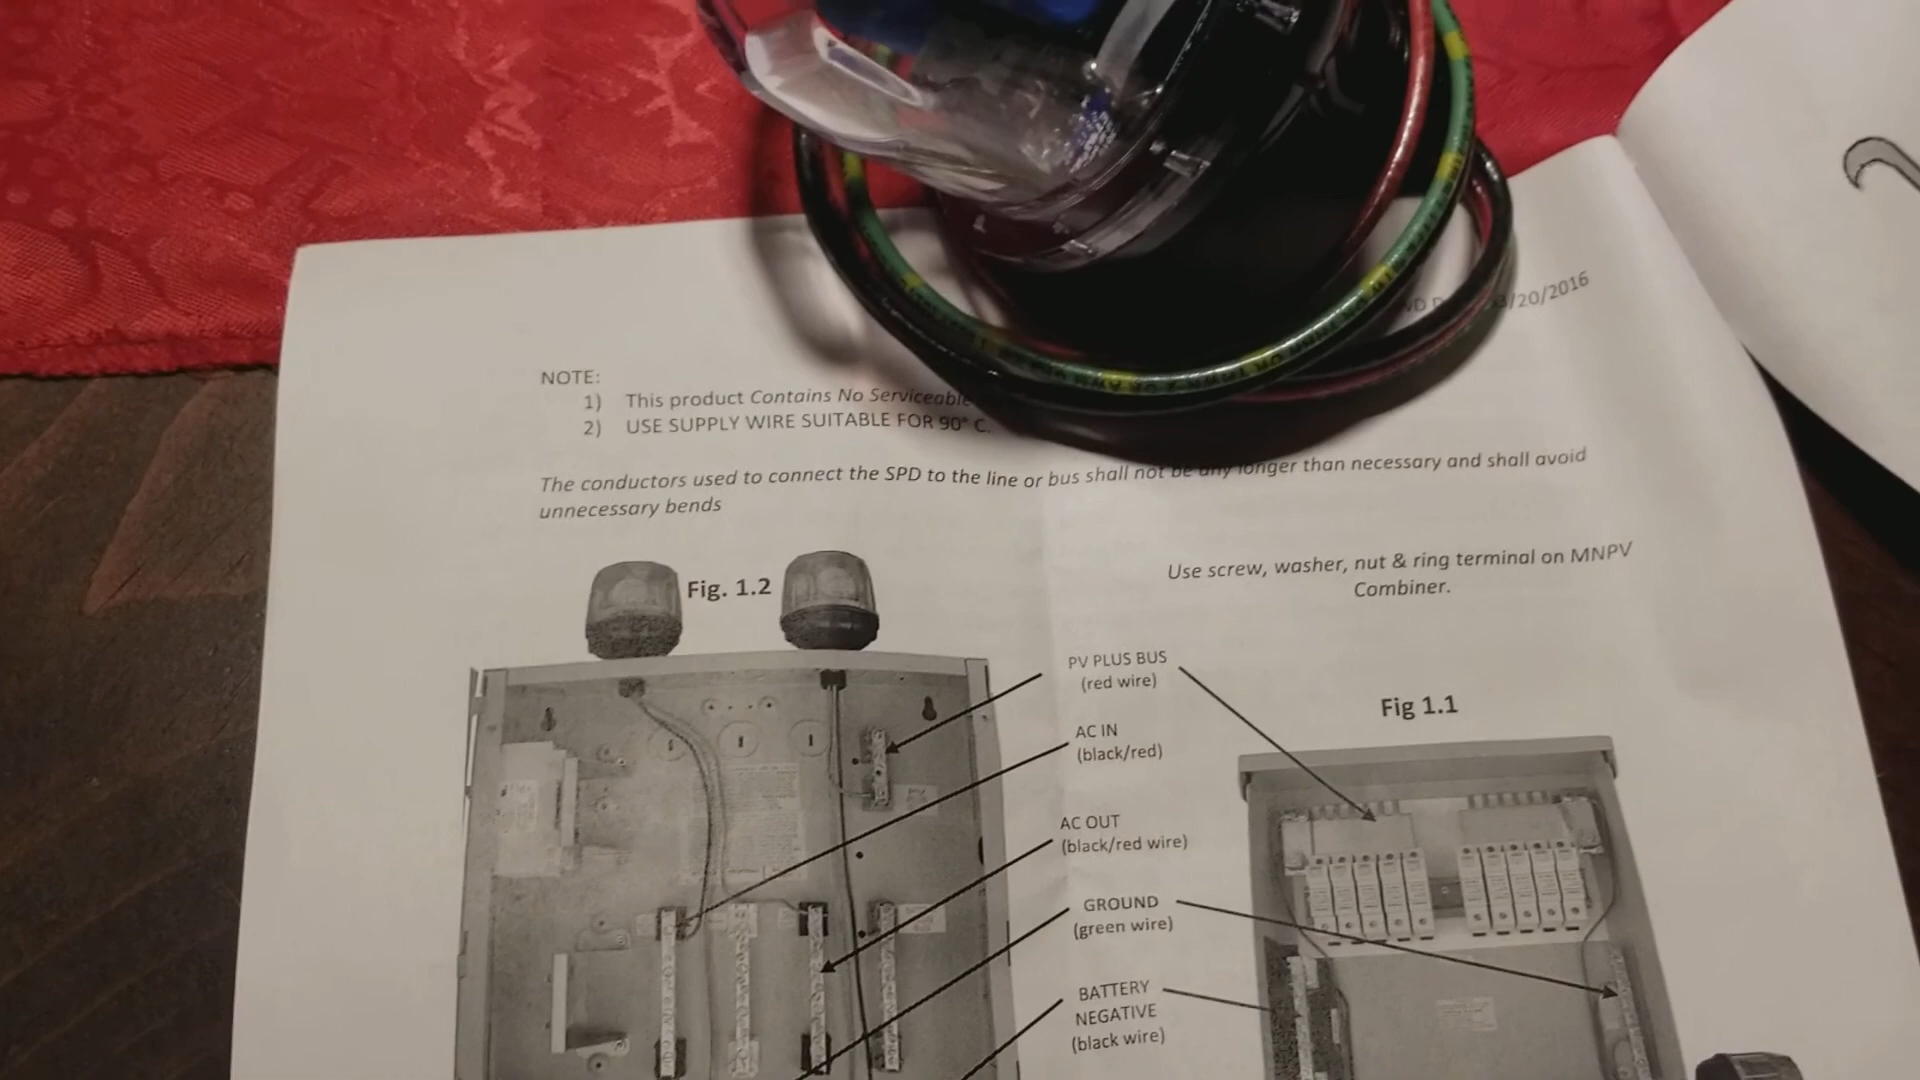 /20/2016
NOTE:
1) This product Contains No Serviceable
2) USE SUPPLY WIRE SUITABLE FOR 90° C.
The conductors used to connect the SPD to the line or bus shall not be any longer than necessary and shall avoid
unnecessary bends
Fig. 1.2
Use screw, washer, nut & ring terminal on MNPV
Combiner.
PV PLUS BUS
(red wire)
Fig 1.1
AC IN
(black/red)
AC OUT
(black/red wire)
GROUND
(green wire)
BATTERY
NEGATIVE
(black wire)